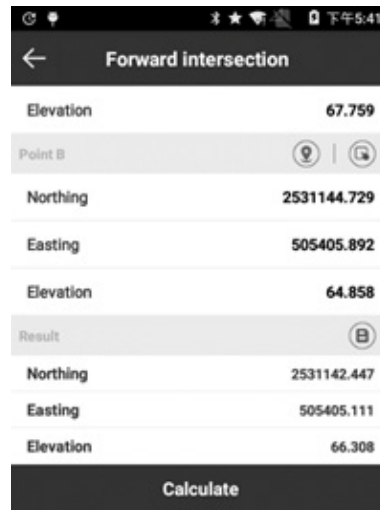 下午5:41
Forward intersection
Elevation 67.759
Point B
Northing 2531144.729
Easting 505405.892
Elevation 64.858
Result
Northing 2531142.447
Easting 505405.111
Elevation 66.308
Calculate